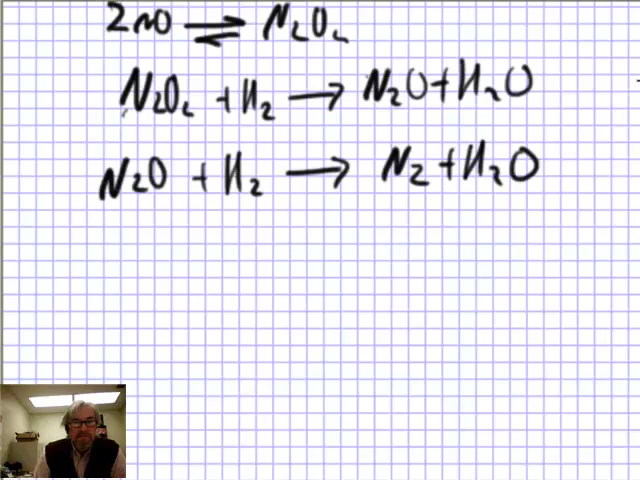 2NO ⇌ N₂O₂
N₂O₂ + H₂ → N₂O + H₂O
N₂O + H₂ → N₂ + H₂O